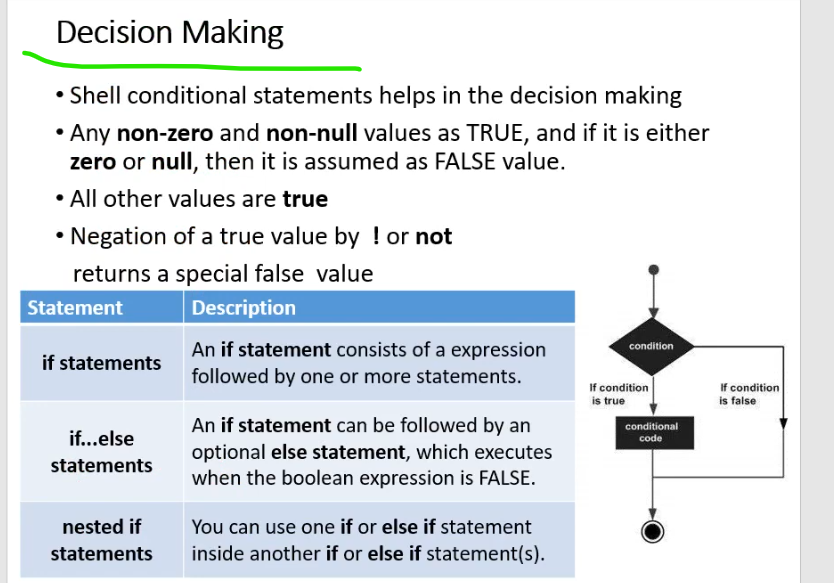 Decision Making
• Shell conditional statements helps in the decision making
• Any non-zero and non-null values as TRUE, and if it is either
zero or null, then it is assumed as FALSE value.
• All other values are true
• Negation of a true value by ! or not
returns a special false value
Statement Description
if statements
An if statement consists of a expression
followed by one or more statements.
if...else
statements
An if statement can be followed by an
optional else statement, which executes
when the boolean expression is FALSE.
nested if
statements
You can use one if or else if statement
inside another if or else if statement(s).
condition
If condition
is true
If condition
is false
conditional
code